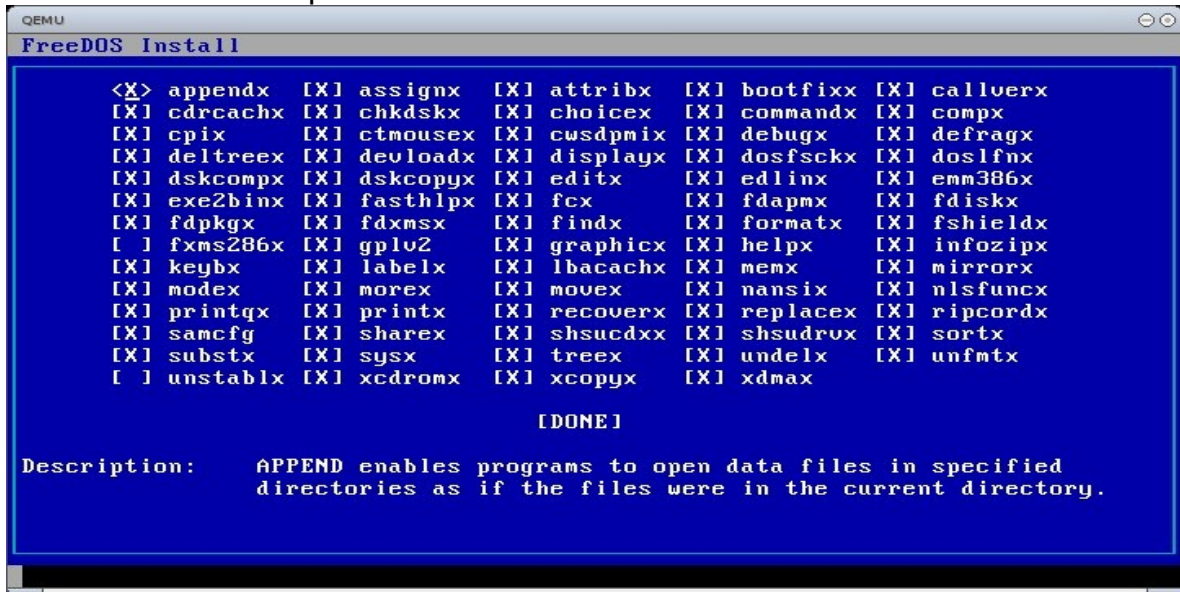 QEMU
FreeDOS Install
<X> appendx [X] assignx [X] attribx [X] bootfixx [X] callverx
[X] cdrcachx [X] chkdskx [X] choicex [X] commandx [X] compx
[X] cpix [X] ctmousex [X] cwsdpmix [X] debugx [X] defragx
[X] deltreex [X] devloadx [X] displayx [X] dosfsckx [X] doslfnx
[X] dskcompx [X] dskcopyx [X] editx [X] edlinx [X] emm386x
[X] exe2binx [X] fasthlpx [X] fcx [X] fdapmx [X] fdiskx
[X] fdpkgx [X] fdxmsx [X] findx [X] formatx [X] fshieldx
[ ] fxms286x [X] gplv2 [X] graphicx [X] helpx [X] infozipx
[X] keybx [X] labelx [X] lbacachx [X] memx [X] mirrorx
[X] modex [X] morex [X] movex [X] nansix [X] nlsfuncx
[X] printqx [X] printx [X] recoverx [X] replacex [X] ripcordx
[X] samcfg [X] sharex [X] shsucdxx [X] shsudrvx [X] sortx
[X] substx [X] sysx [X] treex [X] undelx [X] unfmtx
[ ] unstablx [X] xcdromx [X] xcopyx [X] xdmax
[DONE]
Description: APPEND enables programs to open data files in specified
directories as if the files were in the current directory.